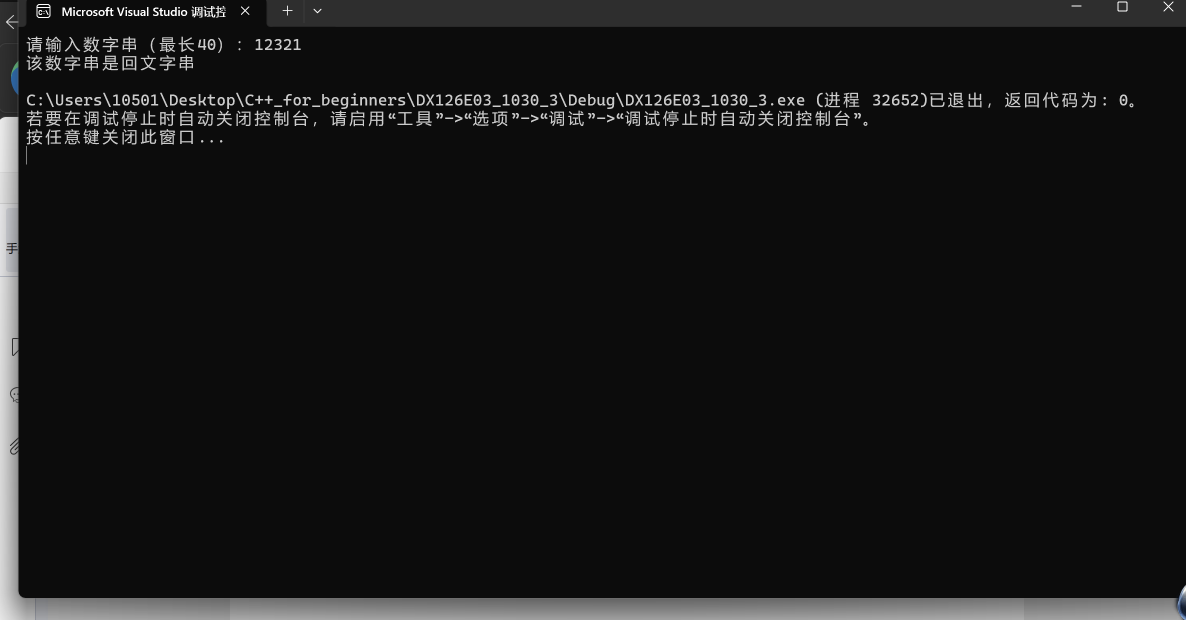 Microsoft Visual Studio 调试控
请输入数字串（最长40）：12321
该数字串是回文字串
C:\Users\10501\Desktop\C++_for_beginners\DX126E03_1030_3\Debug\DX126E03_1030_3.exe (进程 32652)已退出，返回代码为: 0。
若要在调试停止时自动关闭控制台，请启用“工具”->“选项”->“调试”->“调试停止时自动关闭控制台”。
按任意键关闭此窗口...
手